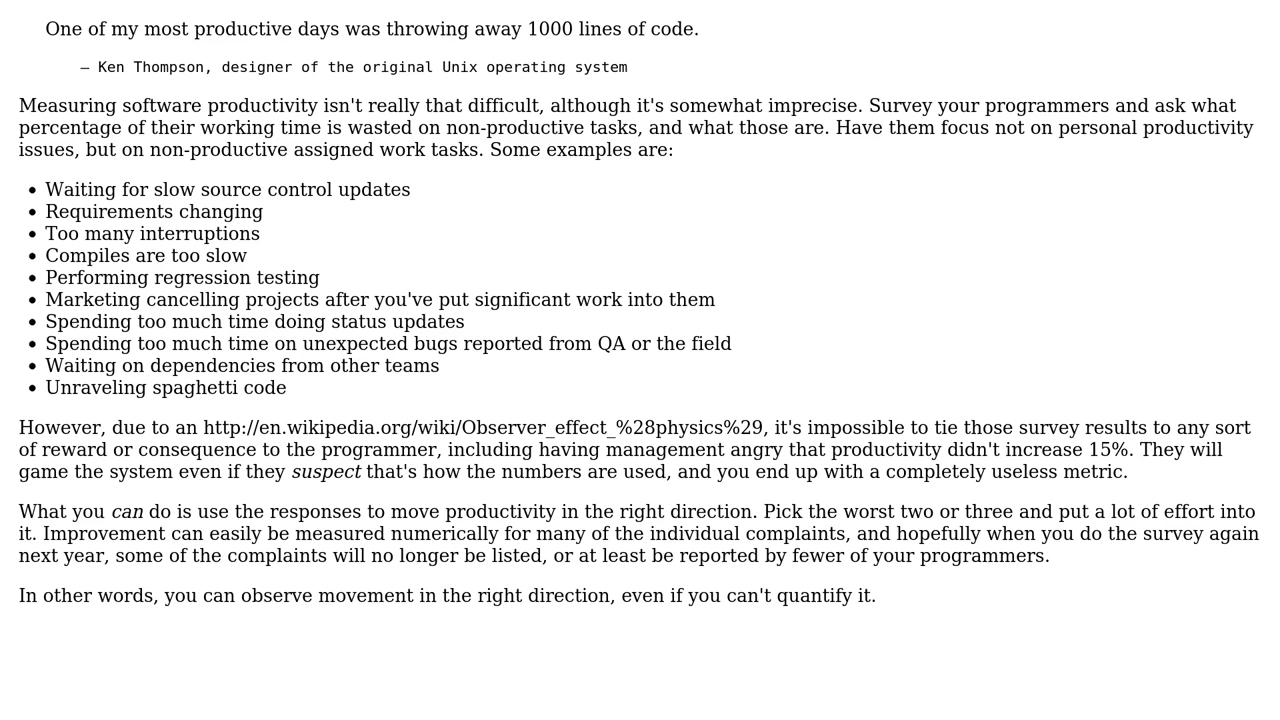 One of my most productive days was throwing away 1000 lines of code.
— Ken Thompson, designer of the original Unix operating system
Measuring software productivity isn't really that difficult, although it's somewhat imprecise. Survey your programmers and ask what
percentage of their working time is wasted on non-productive tasks, and what those are. Have them focus not on personal productivity
issues, but on non-productive assigned work tasks. Some examples are:
• Waiting for slow source control updates
• Requirements changing
• Too many interruptions
• Compiles are too slow
• Performing regression testing
• Marketing cancelling projects after you've put significant work into them
• Spending too much time doing status updates
• Spending too much time on unexpected bugs reported from QA or the field
• Waiting on dependencies from other teams
• Unraveling spaghetti code
However, due to an http://en.wikipedia.org/wiki/Observer_effect_%28physics%29, it's impossible to tie those survey results to any sort
of reward or consequence to the programmer, including having management angry that productivity didn't increase 15%. They will
game the system even if they suspect that's how the numbers are used, and you end up with a completely useless metric.
What you can do is use the responses to move productivity in the right direction. Pick the worst two or three and put a lot of effort into
it. Improvement can easily be measured numerically for many of the individual complaints, and hopefully when you do the survey again
next year, some of the complaints will no longer be listed, or at least be reported by fewer of your programmers.
In other words, you can observe movement in the right direction, even if you can't quantify it.